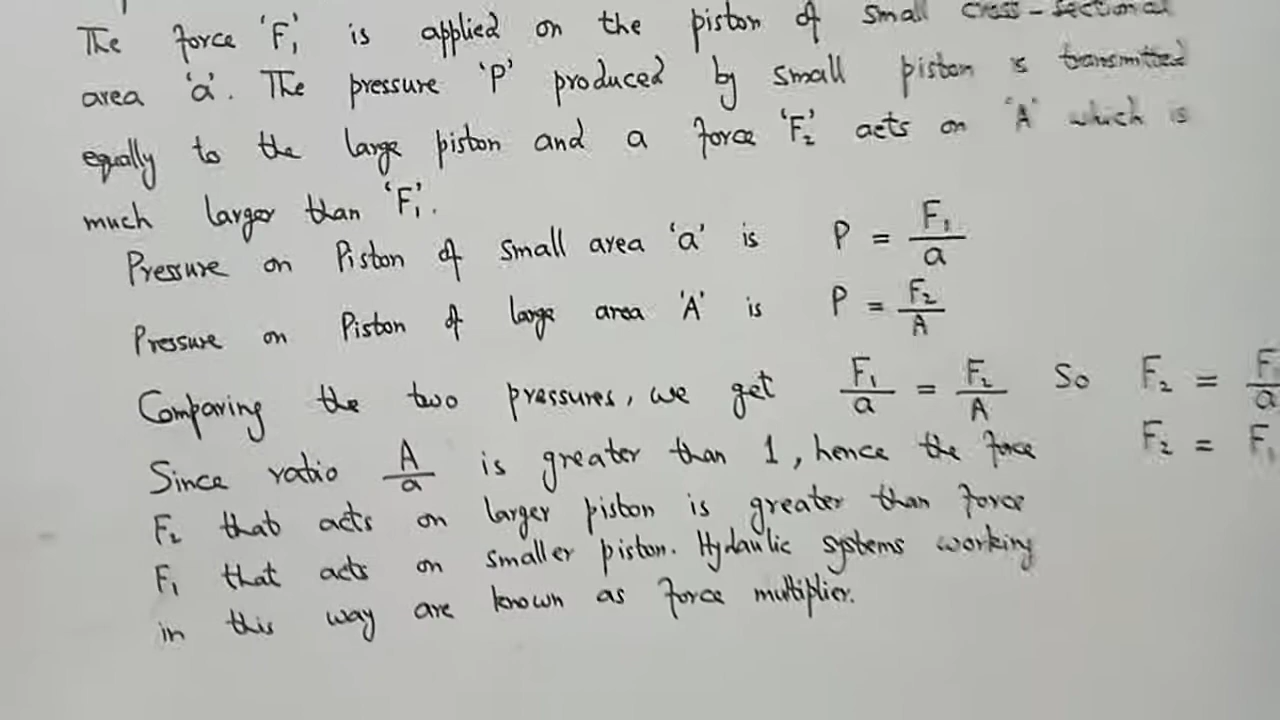 The force 'F₁' is applied on the piston of small cross-sectional
area 'a'. The pressure 'P' produced by small piston is transmitted
equally to the large piston and a force 'F₂' acts on 'A' which is
much larger than 'F₁'.
Pressure on Piston of small area 'a' is P = F₁/a
Pressure on Piston of large area 'A' is P = F₂/A
Comparing the two pressures, we get F₁/a = F₂/A So F₂ = F/a
Since ratio A/a is greater than 1, hence the force F₂ = F₁
F₂ that acts on larger piston is greater than force
F₁ that acts on smaller piston. Hydaulic systems working
in this way are known as force multiplier.